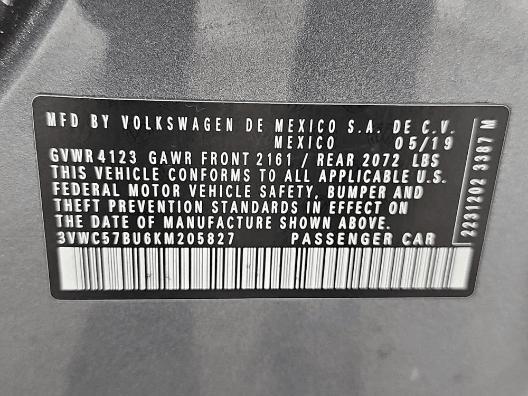 MFD BY VOLKSWAGEN DE MEXICO S.A. DE C.V.
MEXICO 05/19
GVWR 4123 GAWR FRONT 2161 / REAR 2072 LBS
THIS VEHICLE CONFORMS TO ALL APPLICABLE U.S.
FEDERAL MOTOR VEHICLE SAFETY, BUMPER AND
THEFT PREVENTION STANDARDS IN EFFECT ON
THE DATE OF MANUFACTURE SHOWN ABOVE.
3VWC57BU6KM205827 PASSENGER CAR
2231202 3387 M